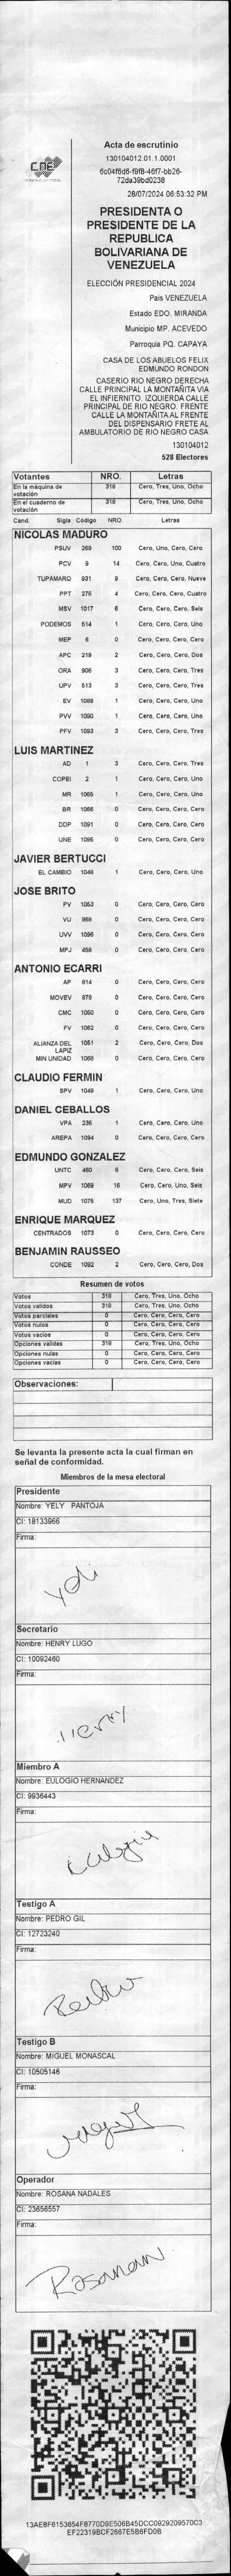 CNE
Acta de escrutinio
130104012.01.1.0001
6c04f6d6-f9f8-46f7-bb26-
72da39bd0238
28/07/2024 06:53:32 PM
PRESIDENTA O
PRESIDENTE DE LA
REPUBLICA
BOLIVARIANA DE
VENEZUELA
ELECCIÓN PRESIDENCIAL 2024
País VENEZUELA
Estado EDO. MIRANDA
Municipio MP. ACEVEDO
Parroquia PQ. CAPAYA
CASA DE LOS ABUELOS FELIX
EDMUNDO RONDON
CASERIO RIO NEGRO DERECHA
CALLE PRINCIPAL LA MONTAÑITA VIA
EL INFIERNITO. IZQUIERDA CALLE
PRINCIPAL DE RIO NEGRO. FRENTE
CALLE LA MONTAÑITA AL FRENTE
DEL DISPENSARIO FRETE AL
AMBULATORIO DE RIO NEGRO CASA
130104012
528 Electores
Votantes NRO. Letras
En la máquina de votación 318 Cero, Tres, Uno, Ocho
En el cuaderno de votación 318 Cero, Tres, Uno, Ocho
Cand. Sigla Código NRO. Letras
NICOLAS MADURO
PSUV 269 100 Cero, Uno, Cero, Cero
PCV 9 14 Cero, Cero, Uno, Cuatro
TUPAMARO 931 9 Cero, Cero, Cero, Nueve
PPT 276 4 Cero, Cero, Cero, Cuatro
MSV 1017 6 Cero, Cero, Cero, Seis
PODEMOS 514 1 Cero, Cero, Cero, Uno
MEP 6 0 Cero, Cero, Cero, Cero
APC 219 2 Cero, Cero, Cero, Dos
ORA 906 3 Cero, Cero, Cero, Tres
UPV 513 3 Cero, Cero, Cero, Tres
EV 1089 1 Cero, Cero, Cero, Uno
PVV 1090 1 Cero, Cero, Cero, Uno
PFV 1093 3 Cero, Cero, Cero, Tres
LUIS MARTINEZ
AD 1 3 Cero, Cero, Cero, Tres
COPEI 2 1 Cero, Cero, Cero, Uno
MR 1065 1 Cero, Cero, Cero, Uno
BR 1066 0 Cero, Cero, Cero, Cero
DDP 1091 0 Cero, Cero, Cero, Cero
UNE 1095 0 Cero, Cero, Cero, Cero
JAVIER BERTUCCI
EL CAMBIO 1048 1 Cero, Cero, Cero, Uno
JOSE BRITO
PV 1053 0 Cero, Cero, Cero, Cero
VU 868 0 Cero, Cero, Cero, Cero
UVV 1096 0 Cero, Cero, Cero, Cero
MPJ 458 0 Cero, Cero, Cero, Cero
ANTONIO ECARRI
AP 814 0 Cero, Cero, Cero, Cero
MOVEV 878 0 Cero, Cero, Cero, Cero
CMC 1050 0 Cero, Cero, Cero, Cero
FV 1062 0 Cero, Cero, Cero, Cero
ALIANZA DEL LAPIZ 1051 2 Cero, Cero, Cero, Dos
MIN UNIDAD 1068 0 Cero, Cero, Cero, Cero
CLAUDIO FERMIN
SPV 1049 1 Cero, Cero, Cero, Uno
DANIEL CEBALLOS
VPA 236 1 Cero, Cero, Cero, Uno
AREPA 1094 0 Cero, Cero, Cero, Cero
EDMUNDO GONZALEZ
UNTC 460 6 Cero, Cero, Cero, Seis
MPV 1069 16 Cero, Cero, Uno, Seis
MUD 1075 137 Cero, Uno, Tres, Siete
ENRIQUE MARQUEZ
CENTRADOS 1073 0 Cero, Cero, Cero, Cero
BENJAMIN RAUSSEO
CONDE 1092 2 Cero, Cero, Cero, Dos
Resumen de votos
Votos 318 Cero, Tres, Uno, Ocho
Votos validos 318 Cero, Tres, Uno, Ocho
Votos parciales 0 Cero, Cero, Cero, Cero
Votos nulos 0 Cero, Cero, Cero, Cero
Votos vacios 0 Cero, Cero, Cero, Cero
Opciones validas 318 Cero, Tres, Uno, Ocho
Opciones nulas 0 Cero, Cero, Cero, Cero
Opciones vacias 0 Cero, Cero, Cero, Cero
Observaciones:
Se levanta la presente acta la cual firman en
señal de conformidad.
Miembros de la mesa electoral
Presidente
Nombre: YELY PANTOJA
CI: 18133966
Firma:
Secretario
Nombre: HENRY LUGO
CI: 10092460
Firma:
Henry
Miembro A
Nombre: EULOGIO HERNANDEZ
CI: 9936443
Firma:
Eulogio
Testigo A
Nombre: PEDRO GIL
CI: 12723240
Firma:
Pedro
Testigo B
Nombre: MIGUEL MONASCAL
CI: 10505146
Firma:
Miguel
Operador
Nombre: ROSANA NADALES
CI: 23656557
Firma:
13AE8F6153654F8770D9E506B45DCC0929209570C3
EF22319BCF2667E5B6FD0B